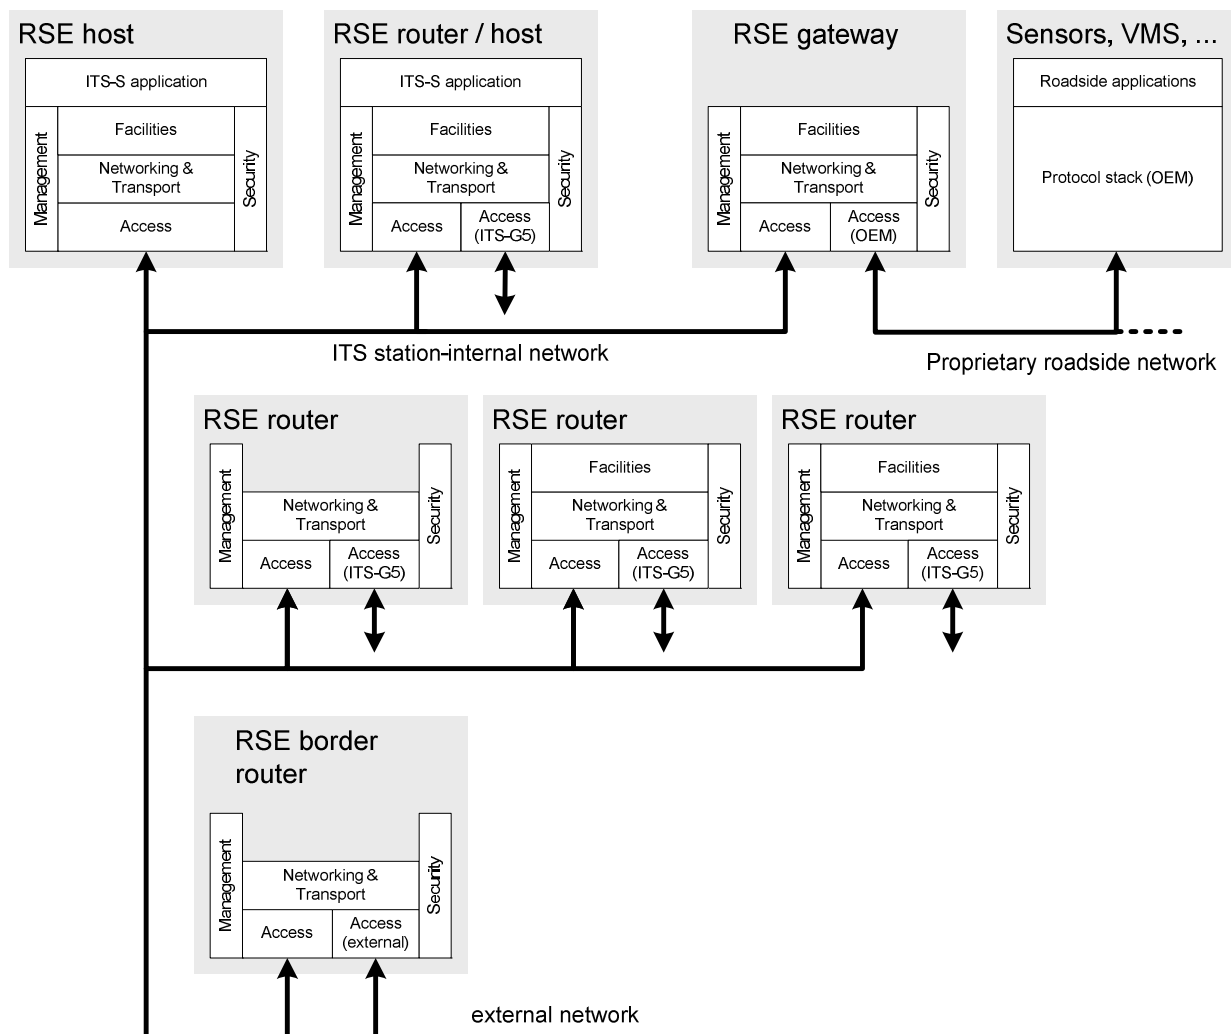 RSE host
ITS-S application
Management
Facilities
Networking &
Transport
Access
Security
RSE router / host
ITS-S application
Management
Facilities
Networking &
Transport
Access
Access
(ITS-G5)
Security
RSE gateway
Management
Facilities
Networking &
Transport
Access
Access
(OEM)
Security
Sensors, VMS, ...
Roadside applications
Protocol stack (OEM)
ITS station-internal network
Proprietary roadside network
RSE router
Management
Networking &
Transport
Access
Access
(ITS-G5)
Security
RSE router
Management
Facilities
Networking &
Transport
Access
Access
(ITS-G5)
Security
RSE router
Management
Facilities
Networking &
Transport
Access
Access
(ITS-G5)
Security
RSE border
router
Management
Networking &
Transport
Access
Access
(external)
Security
external network